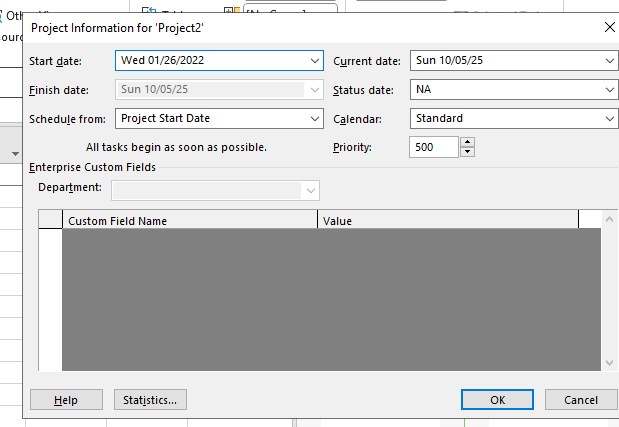 Project Information for 'Project2'
Start date: Wed 01/26/2022 Current date: Sun 10/05/25
Finish date: Sun 10/05/25 Status date: NA
Schedule from: Project Start Date Calendar: Standard
All tasks begin as soon as possible. Priority: 500
Enterprise Custom Fields
Department:
Custom Field Name Value
Help Statistics... OK Cancel